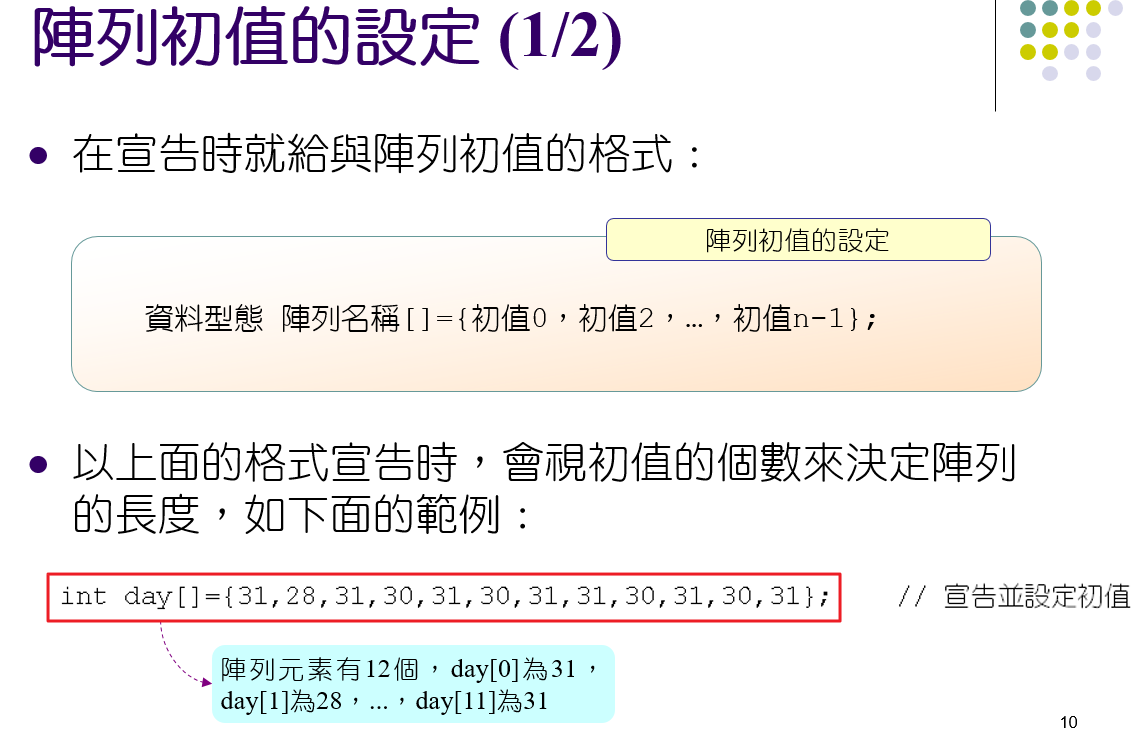 陣列初值的設定 (1/2)
在宣告時就給與陣列初值的格式：
陣列初值的設定
資料型態 陣列名稱[]={初值0，初值2，…，初值n-1};
以上面的格式宣告時，會視初值的個數來決定陣列
的長度，如下面的範例：
int day[]={31,28,31,30,31,30,31,31,30,31,30,31}; // 宣告並設定初值
陣列元素有12個，day[0]為31，
day[1]為28，...，day[11]為31
10